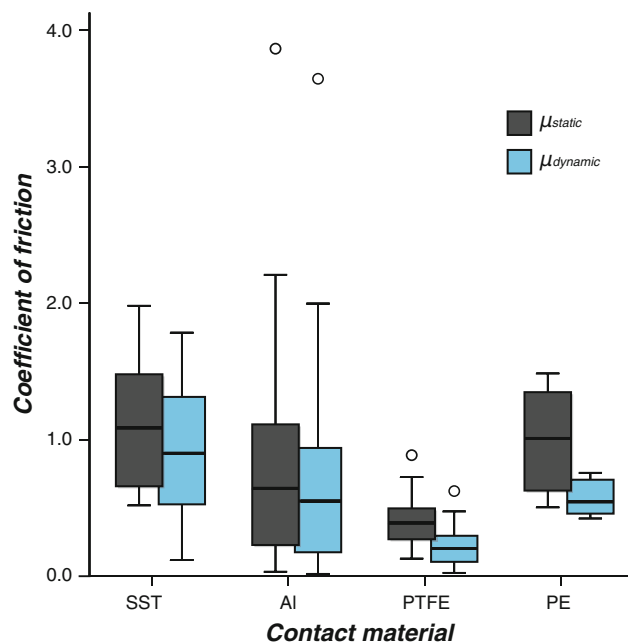 4.0
3.0
2.0
1.0
0.0
Coefficient of friction
μstatic
μdynamic
SST
AI
PTFE
PE
Contact material